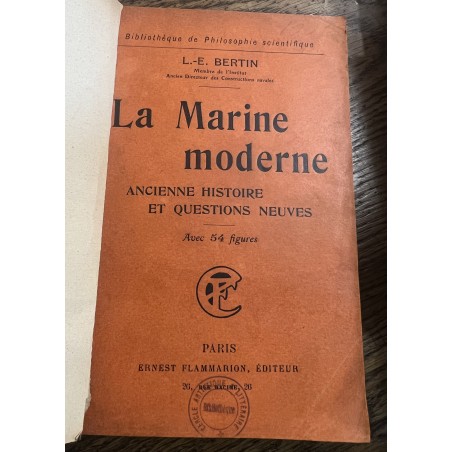 Bibliothèque de Philosophie scientifique
L.-E. BERTIN
Membre de l'Institut
Ancien Directeur des Constructions navales
La Marine
moderne
ANCIENNE HISTOIRE
ET QUESTIONS NEUVES
Avec 54 figures
PARIS
ERNEST FLAMMARION, ÉDITEUR
26, RUE RACINE, 26